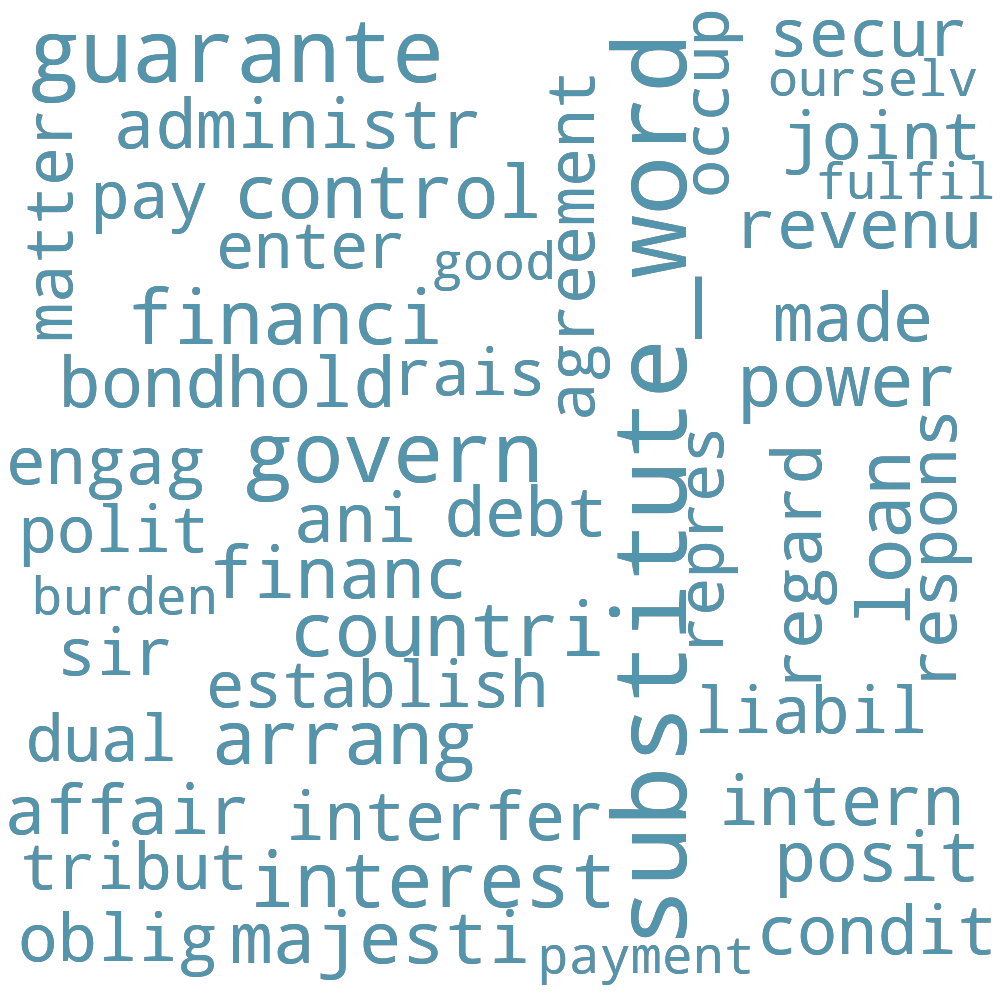 guarante
administr
matter
pay
control
enter
good
agreement
substitute_word
occup
secur
ourselv
joint
fulfil
revenu
financi
made
bondhold
rais
power
engag
govern
polit
ani
debt
repres
regard
loan
respons
burden
financ
sir
countri
establish
dual
arrang
liabil
affair
interfer
intern
tribut
interest
posit
oblig
majesti
payment
condit